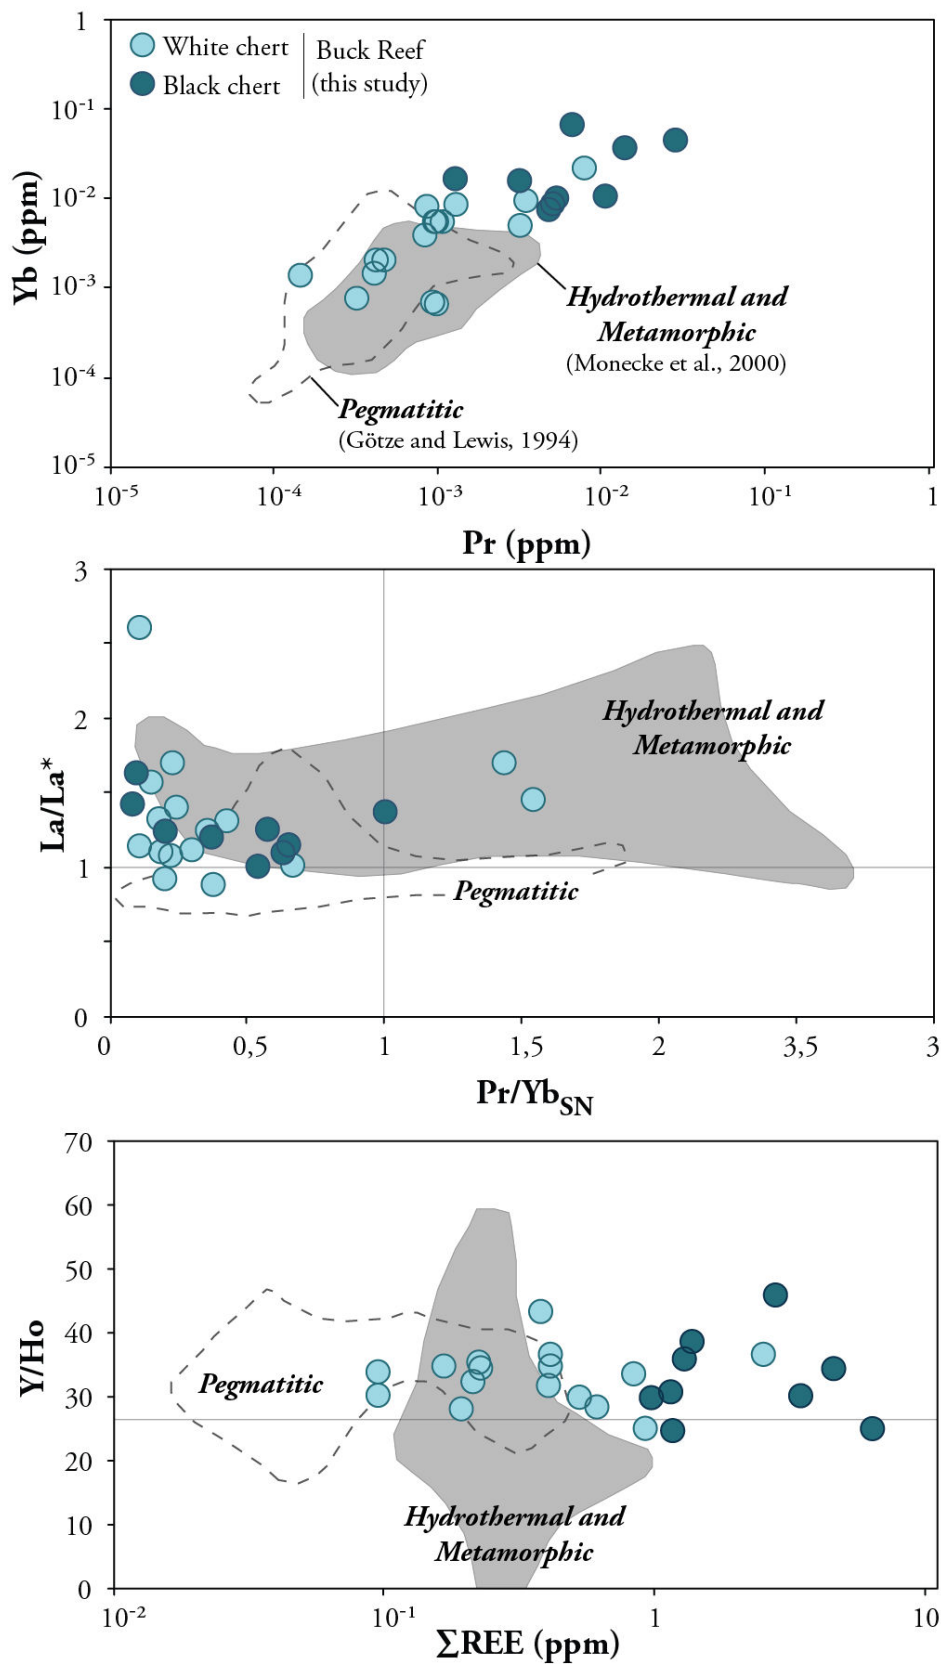 1
White chert
Buck Reef
Black chert
(this study)
10⁻¹
10⁻²
Yb (ppm)
10⁻³
Hydrothermal and
Metamorphic
(Monecke et al., 2000)
10⁻⁴
Pegmatitic
(Götze and Lewis, 1994)
10⁻⁵
10⁻⁵ 10⁻⁴ 10⁻³ 10⁻² 10⁻¹ 1
Pr (ppm)
3
2
Hydrothermal and
Metamorphic
La/La*
1
Pegmatitic
0
0 0,5 1 1,5 2 3,5 3
Pr/Yb_SN
70
60
50
40
Y/Ho
Pegmatitic
30
20
10
Hydrothermal and
Metamorphic
0
10⁻² 10⁻¹ 1 10
∑REE (ppm)